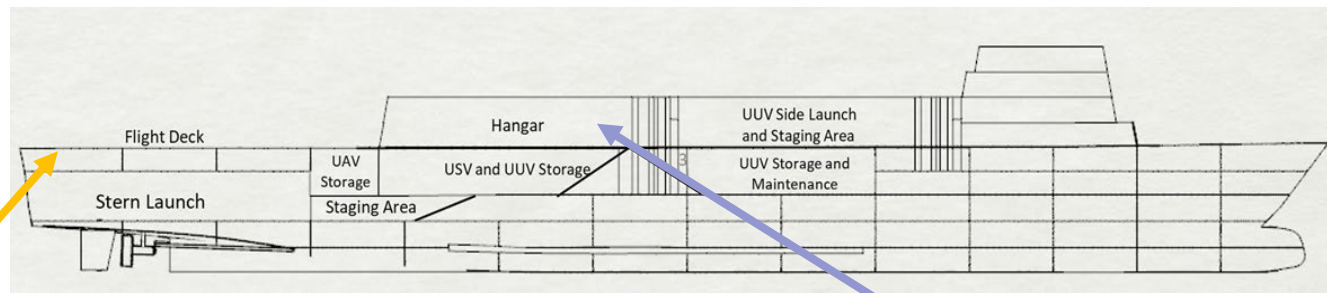 Flight Deck
Hangar
UUV Side Launch
and Staging Area
UAV
Storage
USV and UUV Storage
3
UUV Storage and
Maintenance
Stern Launch
Staging Area